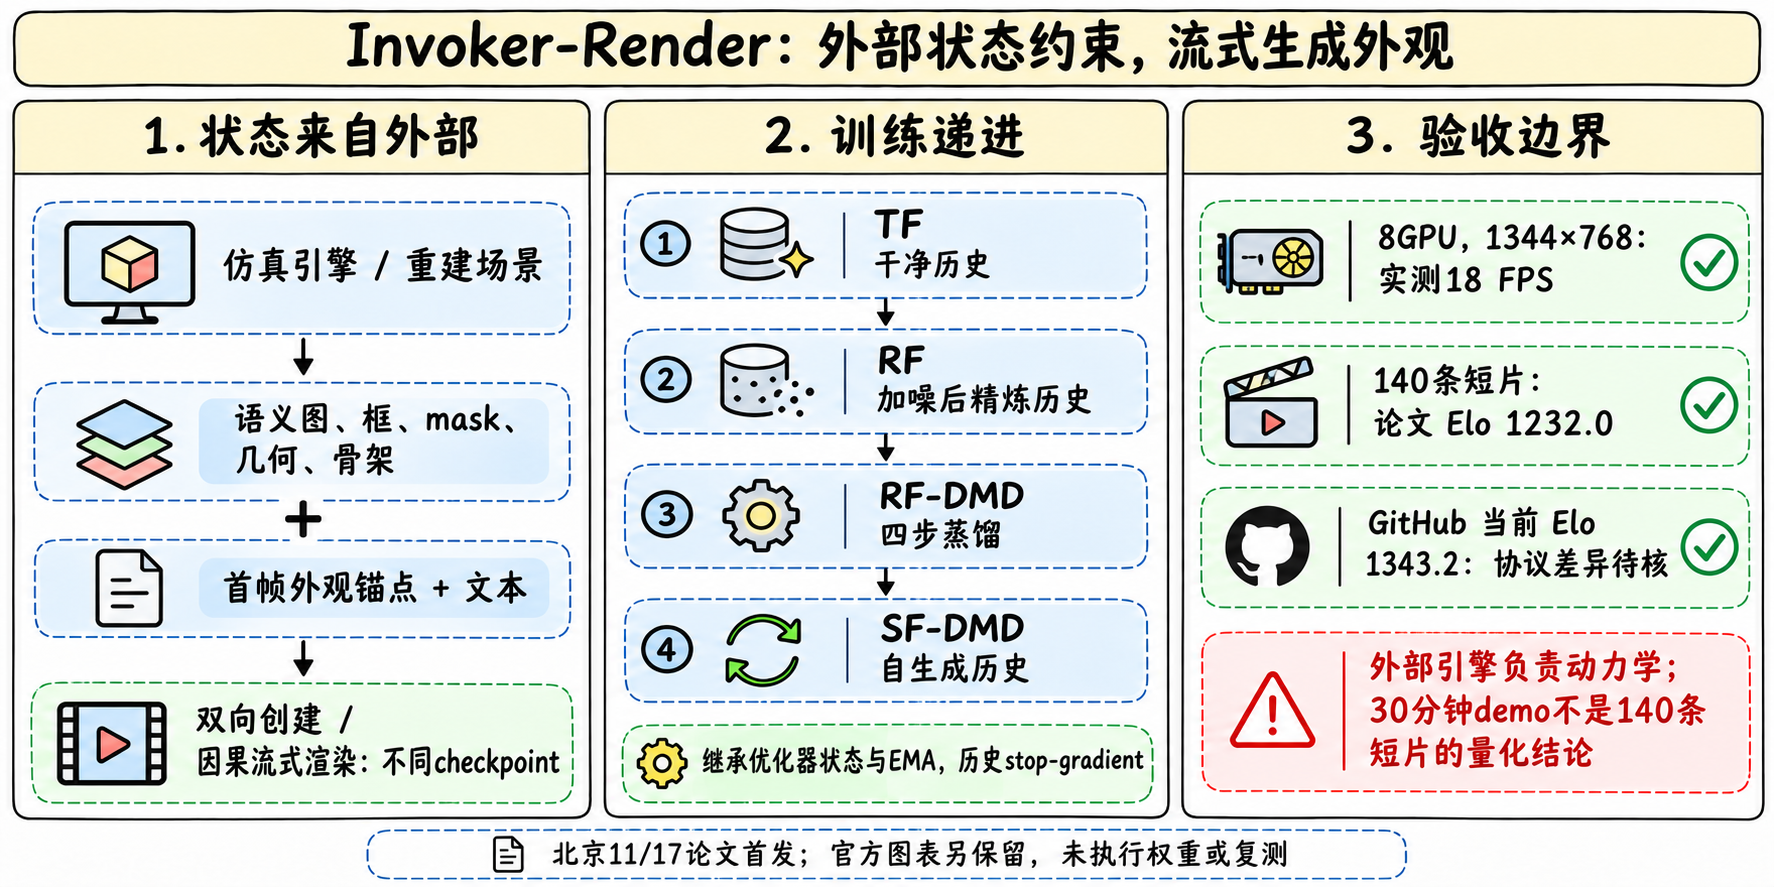 Invoker-Render: 外部状态约束, 流式生成外观
1. 状态来自外部
仿真引擎 / 重建场景
语义图、框、mask、
几何、骨架
+
首帧外观锚点 + 文本
双向创建 /
因果流式渲染: 不同checkpoint
2. 训练递进
1
TF
干净历史
2
RF
加噪后精炼历史
3
RF-DMD
四步蒸馏
4
SF-DMD
自生成历史
继承优化器状态与EMA, 历史stop-gradient
3. 验收边界
8GPU, 1344×768:
实测18 FPS
140条短片:
论文 Elo 1232.0
GitHub 当前 Elo
1343.2: 协议差异待核
外部引擎负责动力学;
30分钟demo不是140条
短片的量化结论
北京11/17论文首发; 官方图表另保留, 未执行权重或复测